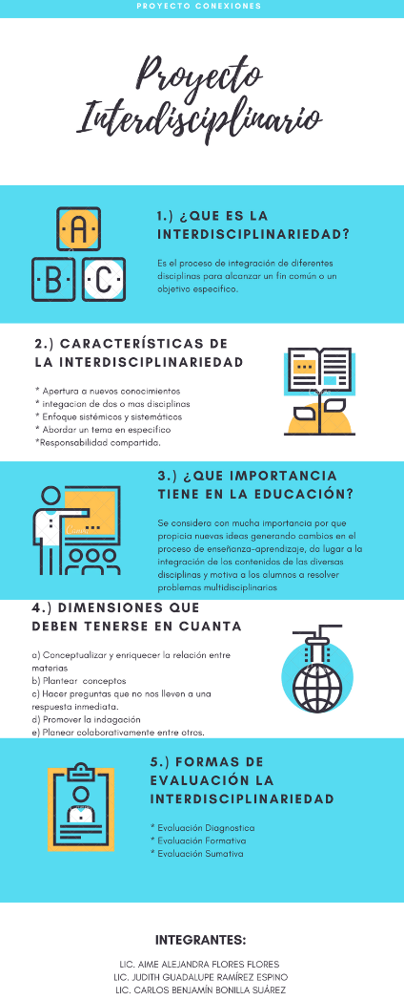 PROYECTO CONEXIONES
Proyecto
Interdisciplinario
A
B C
1.) ¿QUE ES LA
INTERDISCIPLINARIEDAD?
Es el proceso de integración de diferentes
disciplinas para alcanzar un fin común o un
objetivo especifico.
2.) CARACTERÍSTICAS DE
LA INTERDISCIPLINARIEDAD
* Apertura a nuevos conocimientos
* integacion de dos o mas disciplinas
* Enfoque sistémicos y sistemáticos
* Abordar un tema en especifico
*Responsabilidad compartida.
3.) ¿QUE IMPORTANCIA
TIENE EN LA EDUCACIÓN?
Se considera con mucha importancia por que
propicia nuevas ideas generando cambios en el
proceso de enseñanza-aprendizaje, da lugar a la
integración de los contenidos de las diversas
disciplinas y motiva a los alumnos a resolver
problemas multidisciplinarios
4.) DIMENSIONES QUE
DEBEN TENERSE EN CUANTA
a) Conceptualizar y enriquecer la relación entre
materias
b) Plantear conceptos
c) Hacer preguntas que no nos lleven a una
respuesta inmediata.
d) Promover la indagación
e) Planear colaborativamente entre otros.
5.) FORMAS DE
EVALUACIÓN LA
INTERDISCIPLINARIEDAD
* Evaluación Diagnostica
* Evaluación Formativa
* Evaluación Sumativa
INTEGRANTES:
LIC. AIME ALEJANDRA FLORES FLORES
LIC. JUDITH GUADALUPE RAMÍREZ ESPINO
LIC. CARLOS BENJAMÍN BONILLA SUÁREZ